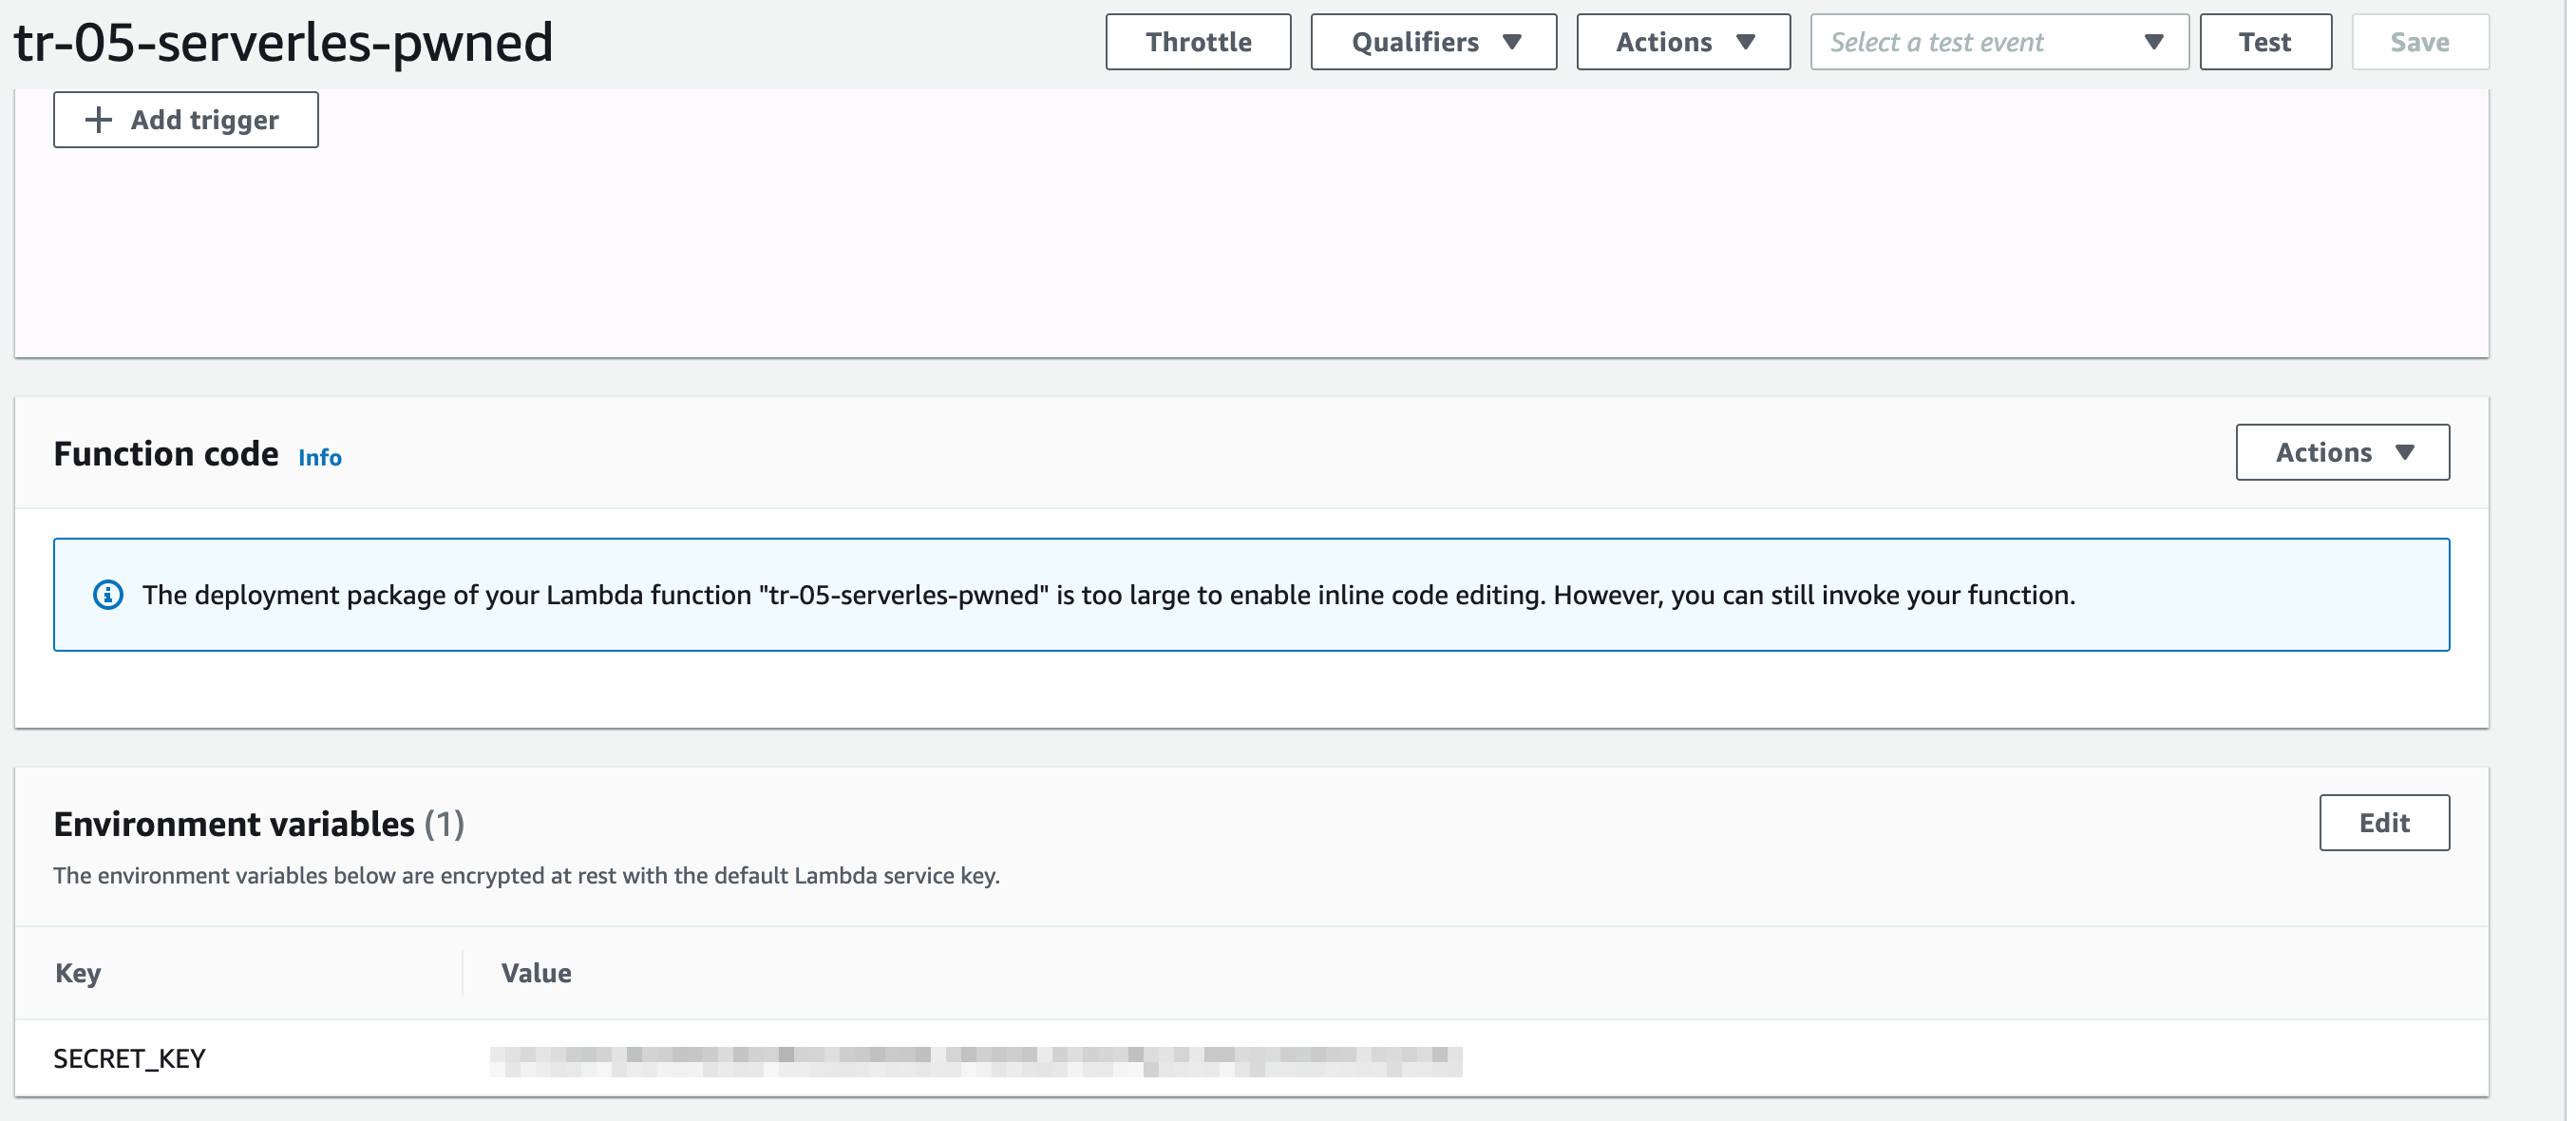 tr-05-serverles-pwned
Throttle
Qualifiers
Actions
Select a test event
Test
Save
Add trigger
Function code Info
Actions
The deployment package of your Lambda function "tr-05-serverles-pwned" is too large to enable inline code editing. However, you can still invoke your function.
Environment variables (1)
Edit
The environment variables below are encrypted at rest with the default Lambda service key.
Key
Value
SECRET_KEY